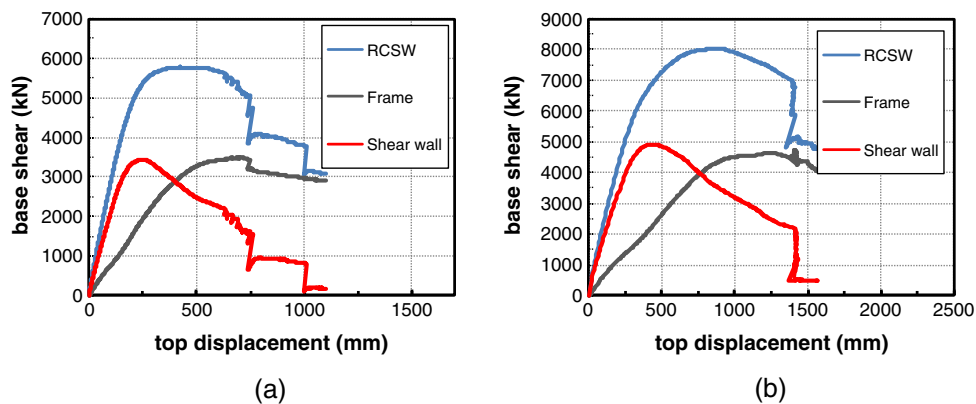 7000
6000
5000
4000
3000
2000
1000
0
base shear (kN)
RCSW
Frame
Shear wall
0 500 1000 1500
top displacement (mm)
(a)
9000
8000
7000
6000
5000
4000
3000
2000
1000
0
base shear (kN)
RCSW
Frame
Shear wall
0 500 1000 1500 2000 2500
top displacement (mm)
(b)